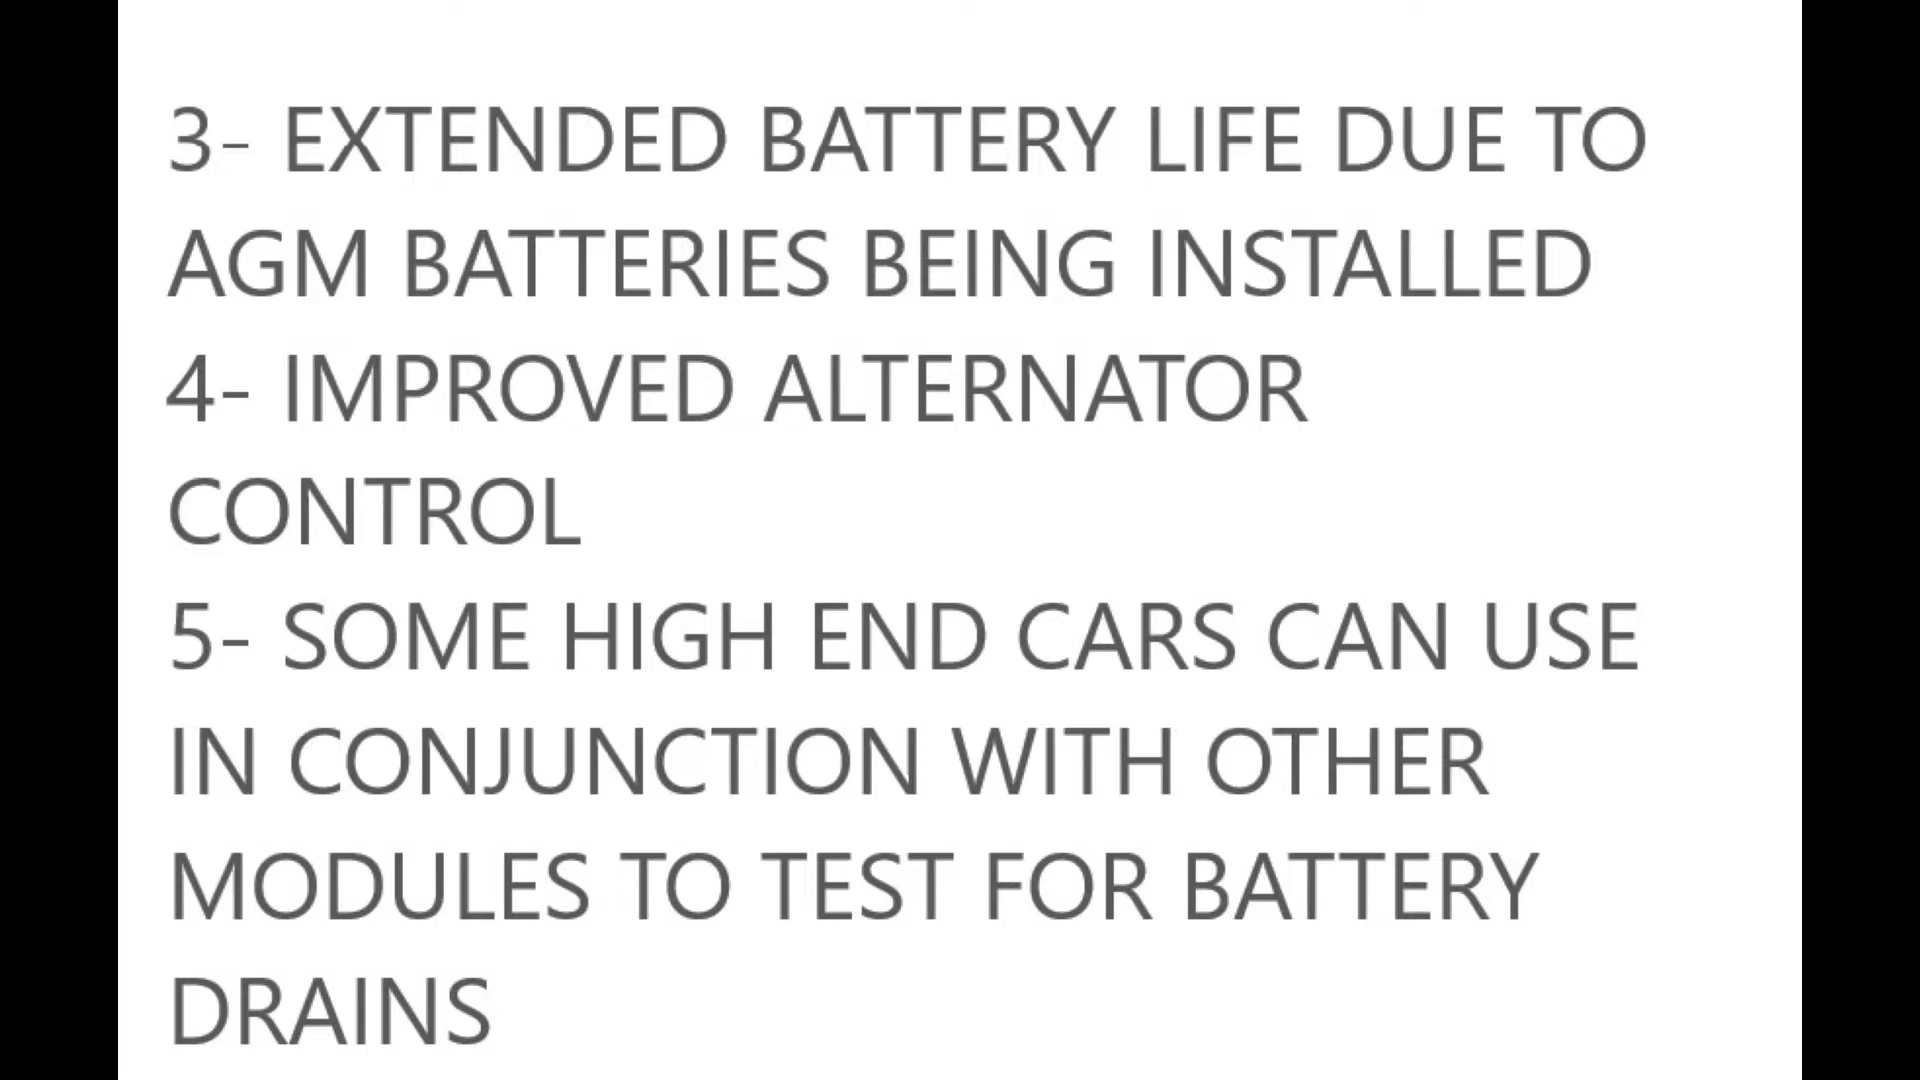 3- EXTENDED BATTERY LIFE DUE TO
AGM BATTERIES BEING INSTALLED
4- IMPROVED ALTERNATOR
CONTROL
5- SOME HIGH END CARS CAN USE
IN CONJUNCTION WITH OTHER
MODULES TO TEST FOR BATTERY
DRAINS